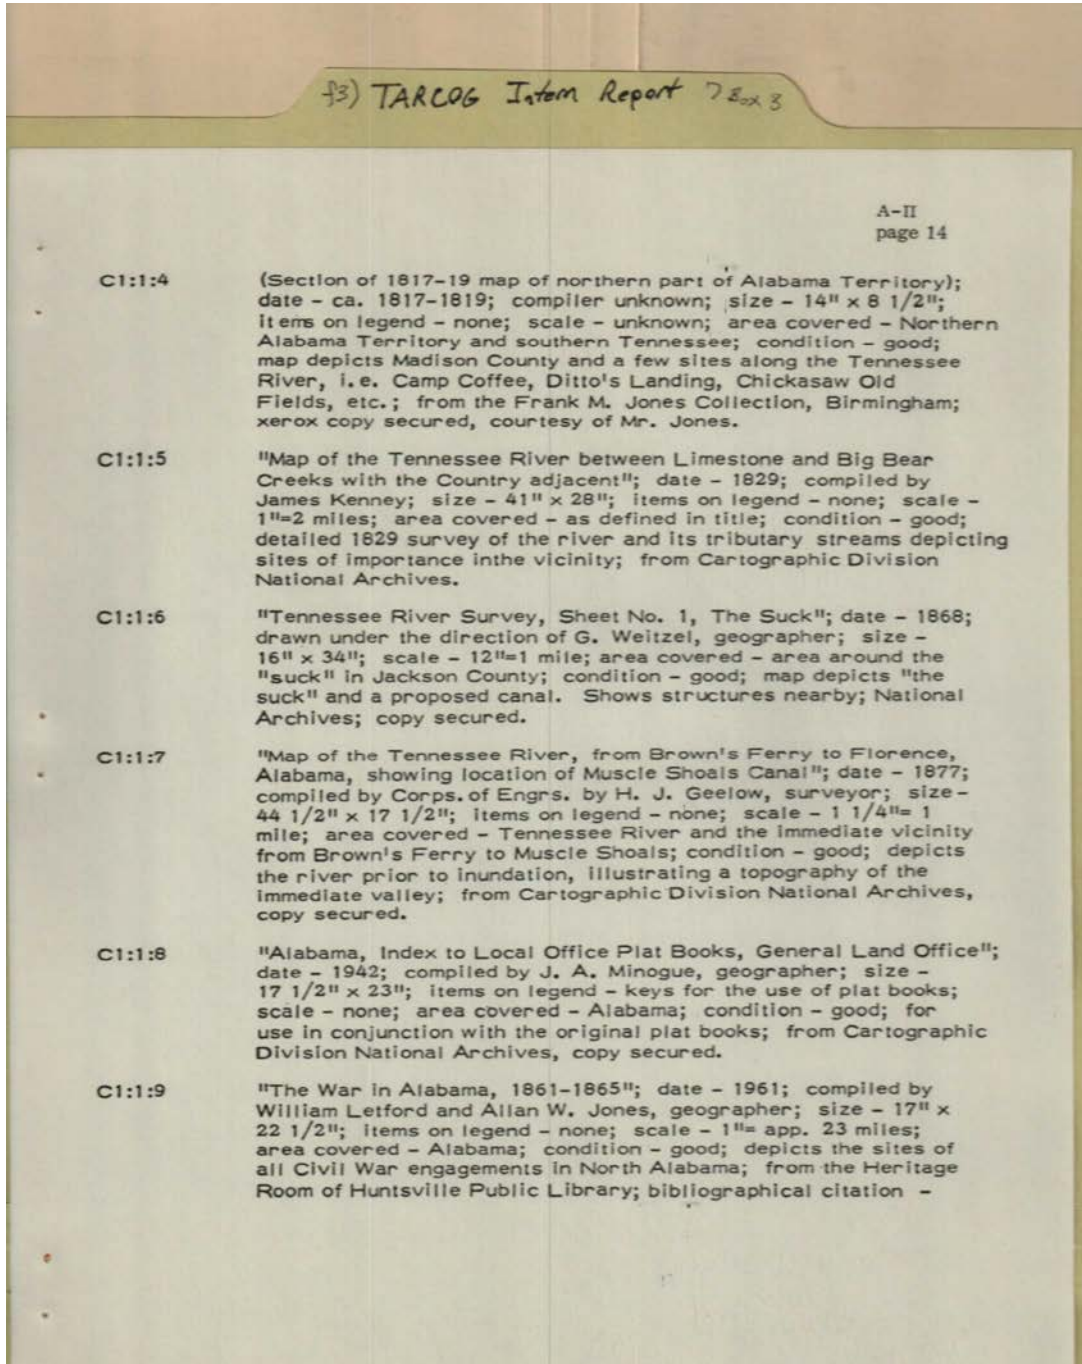 f3) TARCOG Intern Report 7 Box 3
A-II
page 14
C1:1:4 (Section of 1817-19 map of northern part of Alabama Territory);
date - ca. 1817-1819; compiler unknown; size - 14" x 8 1/2";
items on legend - none; scale - unknown; area covered - Northern
Alabama Territory and southern Tennessee; condition - good;
map depicts Madison County and a few sites along the Tennessee
River, i.e. Camp Coffee, Ditto's Landing, Chickasaw Old
Fields, etc.; from the Frank M. Jones Collection, Birmingham;
xerox copy secured, courtesy of Mr. Jones.
C1:1:5 "Map of the Tennessee River between Limestone and Big Bear
Creeks with the Country adjacent"; date - 1829; compiled by
James Kenney; size - 41" x 28"; items on legend - none; scale -
1"=2 miles; area covered - as defined in title; condition - good;
detailed 1829 survey of the river and its tributary streams depicting
sites of importance inthe vicinity; from Cartographic Division
National Archives.
C1:1:6 "Tennessee River Survey, Sheet No. 1, The Suck"; date - 1868;
drawn under the direction of G. Weitzel, geographer; size -
16" x 34"; scale - 12"=1 mile; area covered - area around the
"suck" in Jackson County; condition - good; map depicts "the
suck" and a proposed canal. Shows structures nearby; National
Archives; copy secured.
C1:1:7 "Map of the Tennessee River, from Brown's Ferry to Florence,
Alabama, showing location of Muscle Shoals Canal"; date - 1877;
compiled by Corps. of Engrs. by H. J. Geelow, surveyor; size -
44 1/2" x 17 1/2"; items on legend - none; scale - 1 1/4"= 1
mile; area covered - Tennessee River and the immediate vicinity
from Brown's Ferry to Muscle Shoals; condition - good; depicts
the river prior to inundation, illustrating a topography of the
immediate valley; from Cartographic Division National Archives,
copy secured.
C1:1:8 "Alabama, Index to Local Office Plat Books, General Land Office";
date - 1942; compiled by J. A. Minogue, geographer; size -
17 1/2" x 23"; items on legend - keys for the use of plat books;
scale - none; area covered - Alabama; condition - good; for
use in conjunction with the original plat books; from Cartographic
Division National Archives, copy secured.
C1:1:9 "The War in Alabama, 1861-1865"; date - 1961; compiled by
William Letford and Allan W. Jones, geographer; size - 17" x
22 1/2"; items on legend - none; scale - 1"= app. 23 miles;
area covered - Alabama; condition - good; depicts the sites of
all Civil War engagements in North Alabama; from the Heritage
Room of Huntsville Public Library; bibliographical citation -